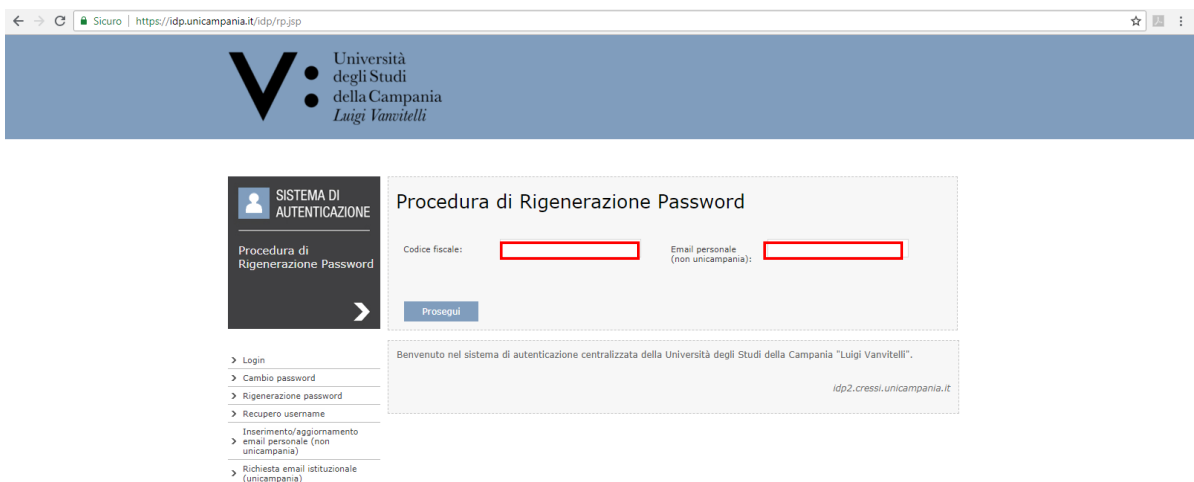 Sicuro | https://idp.unicampania.it/idp/rp.jsp
V:
Università
degli Studi
della Campania
Luigi Vanvitelli
SISTEMA DI
AUTENTICAZIONE
Procedura di
Rigenerazione Password
Procedura di Rigenerazione Password
Codice fiscale:
Email personale
(non unicampania):
Prosegui
Benvenuto nel sistema di autenticazione centralizzata della Università degli Studi della Campania "Luigi Vanvitelli".
idp2.cressi.unicampania.it
Login
Cambio password
Rigenerazione password
Recupero username
Inserimento/aggiornamento
email personale (non
unicampania)
Richiesta email istituzionale
(unicampania)